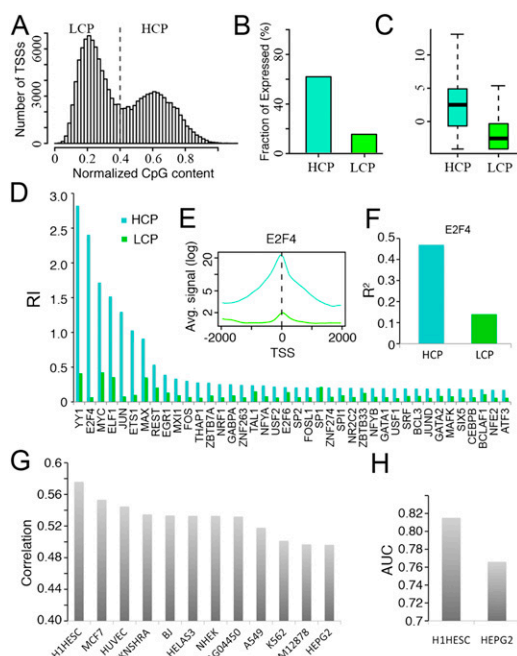 A
LCP
HCP
Number of TSSs
0
3000
6000
0
0.2
0.4
0.6
0.8
Normalized CpG content
B
Fraction of Expressed (%)
0
40
80
HCP
LCP
C
0
5
13
HCP
LCP
D
RI
3.0
2.5
2.0
1.5
1.0
0.5
0.0
HCP
LCP
YY1
E2F4
MYC
ELF1
JUN
ETS1
MAX
REST
EGR1
MXI1
FOS
THAP1
ZBTB7A
NRF1
GABPA
ZNF263
TAL1
NFYA
USF2
E2F6
SP2
FOSL1
SP1
ZNF274
SPI1
NR2C2
ZBTB33
NFYB
GATA1
USF1
SRF
BCL3
JUND
GATA2
MAFK
SIX5
CEBPB
BCLAF1
NFE2
ATF3
E
E2F4
Avg. signal (log)
20
5
2
−2000
0
2000
TSS
F
E2F4
R²
0.5
0.4
0.3
0.2
0.1
0
HCP
LCP
G
Correlation
0.60
0.56
0.52
0.48
0.44
0.40
H1HESC
MCF7
HUVEC
KNSHRA
BJ
HELAS3
NHEK
AG04450
A549
K562
GM12878
HEPG2
H
AUC
0.82
0.8
0.78
0.76
0.74
0.72
0.7
H1HESC
HEPG2